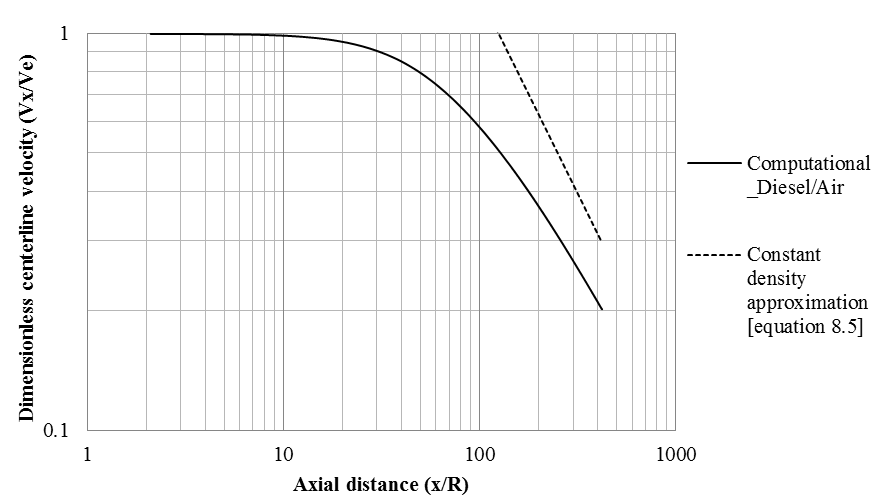 1
0.1
Dimensionless centerline velocity (Vx/Ve)
1
10
100
1000
Axial distance (x/R)
Computational
_Diesel/Air
Constant
density
approximation
[equation 8.5]